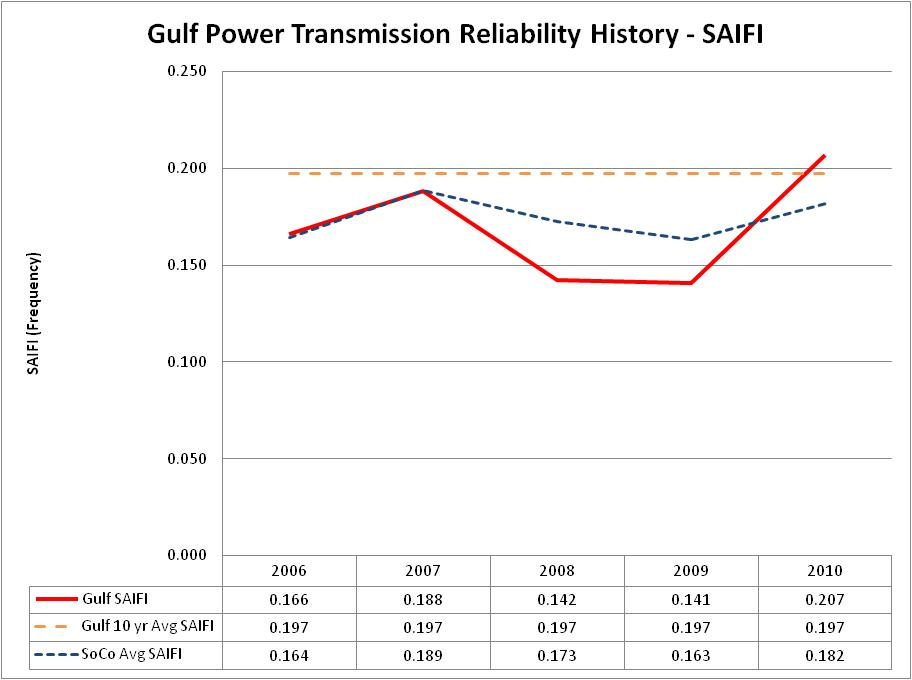 Gulf Power Transmission Reliability History - SAIFI
0.250
0.200
0.150
0.100
0.050
0.000
SAIFI (Frequency)
2006 2007 2008 2009 2010
Gulf SAIFI 0.166 0.188 0.142 0.141 0.207
Gulf 10 yr Avg SAIFI 0.197 0.197 0.197 0.197 0.197
SoCo Avg SAIFI 0.164 0.189 0.173 0.163 0.182